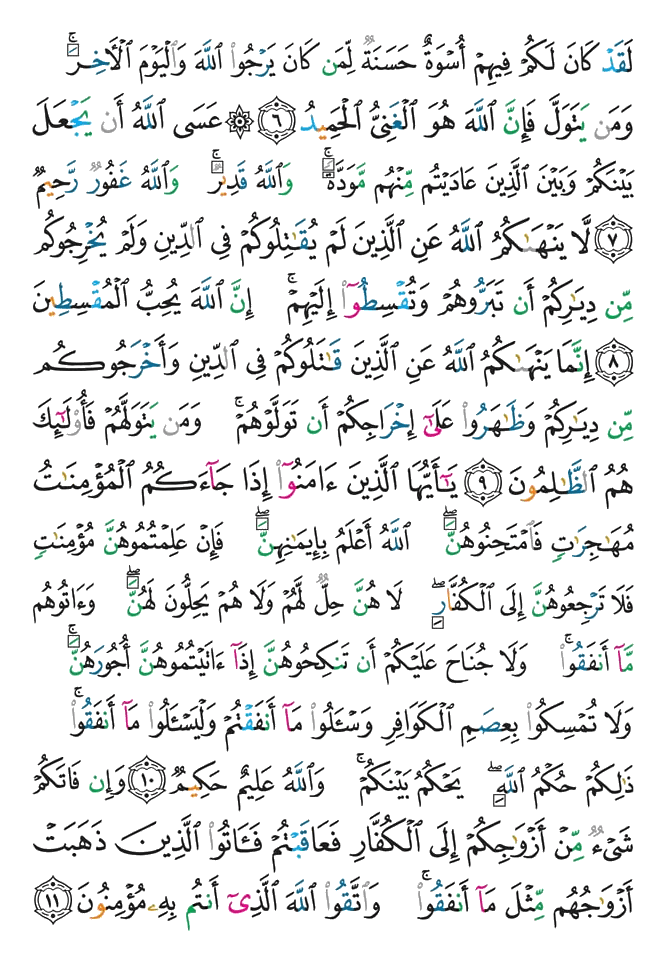 لَقَدْ كَانَ لَكُمْ فِيهِمْ أُسْوَةٌ حَسَنَةٌ لِّمَن كَانَ يَرْجُوا۟ ٱللَّهَ وَٱلْيَوْمَ ٱلْـَٔاخِرَ ۚ
وَمَن يَتَوَلَّ فَإِنَّ ٱللَّهَ هُوَ ٱلْغَنِىُّ ٱلْحَمِيدُ ٦ ۞ عَسَى ٱللَّهُ أَن يَجْعَلَ
بَيْنَكُمْ وَبَيْنَ ٱلَّذِينَ عَادَيْتُم مِّنْهُم مَّوَدَّةً ۚ وَٱللَّهُ قَدِيرٌ ۚ وَٱللَّهُ غَفُورٌ رَّحِيمٌ
٧ لَّا يَنْهَىٰكُمُ ٱللَّهُ عَنِ ٱلَّذِينَ لَمْ يُقَـٰتِلُوكُمْ فِى ٱلدِّينِ وَلَمْ يُخْرِجُوكُم
مِّن دِيَـٰرِكُمْ أَن تَبَرُّوهُمْ وَتُقْسِطُوٓا۟ إِلَيْهِمْ ۚ إِنَّ ٱللَّهَ يُحِبُّ ٱلْمُقْسِطِينَ
٨ إِنَّمَا يَنْهَىٰكُمُ ٱللَّهُ عَنِ ٱلَّذِينَ قَـٰتَلُوكُمْ فِى ٱلدِّينِ وَأَخْرَجُوكُم
مِّن دِيَـٰرِكُمْ وَظَـٰهَرُوا۟ عَلَىٰٓ إِخْرَاجِكُمْ أَن تَوَلَّوْهُمْ ۚ وَمَن يَتَوَلَّهُمْ فَأُو۟لَـٰٓئِكَ
هُمُ ٱلظَّـٰلِمُونَ ٩ يَـٰٓأَيُّهَا ٱلَّذِينَ ءَامَنُوٓا۟ إِذَا جَآءَكُمُ ٱلْمُؤْمِنَـٰتُ
مُهَـٰجِرَٰتٍ فَٱمْتَحِنُوهُنَّ ۖ ٱللَّهُ أَعْلَمُ بِإِيمَـٰنِهِنَّ ۖ فَإِنْ عَلِمْتُمُوهُنَّ مُؤْمِنَـٰتٍ
فَلَا تَرْجِعُوهُنَّ إِلَى ٱلْكُفَّارِ ۖ لَا هُنَّ حِلٌّ لَّهُمْ وَلَا هُمْ يَحِلُّونَ لَهُنَّ ۖ وَءَاتُوهُم
مَّآ أَنفَقُوا۟ ۚ وَلَا جُنَاحَ عَلَيْكُمْ أَن تَنكِحُوهُنَّ إِذَآ ءَاتَيْتُمُوهُنَّ أُجُورَهُنَّ ۚ
وَلَا تُمْسِكُوا۟ بِعِصَمِ ٱلْكَوَافِرِ وَسْـَٔلُوا۟ مَآ أَنفَقْتُمْ وَلْيَسْـَٔلُوا۟ مَآ أَنفَقُوا۟ ۚ
ذَٰلِكُمْ حُكْمُ ٱللَّهِ ۖ يَحْكُمُ بَيْنَكُمْ ۚ وَٱللَّهُ عَلِيمٌ حَكِيمٌ ١٠ وَإِن فَاتَكُمْ
شَىْءٌ مِّنْ أَزْوَٰجِكُمْ إِلَى ٱلْكُفَّارِ فَعَاقَبْتُمْ فَـَٔاتُوا۟ ٱلَّذِينَ ذَهَبَتْ
أَزْوَٰجُهُم مِّثْلَ مَآ أَنفَقُوا۟ ۚ وَٱتَّقُوا۟ ٱللَّهَ ٱلَّذِىٓ أَنتُم بِهِۦ مُؤْمِنُونَ ١١